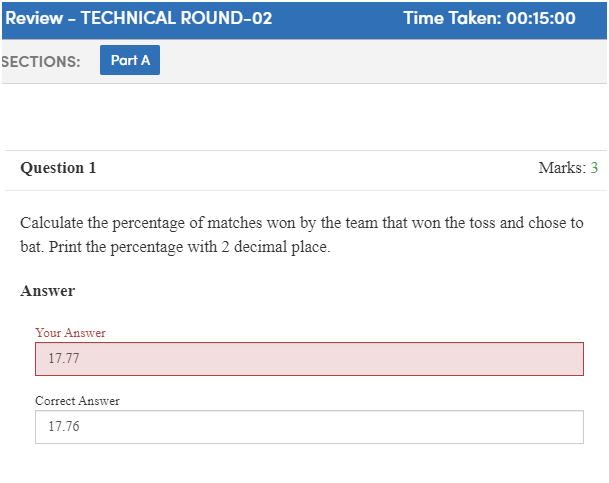 Review - TECHNICAL ROUND-02 Time Taken: 00:15:00
SECTIONS: Part A
Question 1 Marks: 3
Calculate the percentage of matches won by the team that won the toss and chose to
bat. Print the percentage with 2 decimal place.
Answer
Your Answer
17.77
Correct Answer
17.76